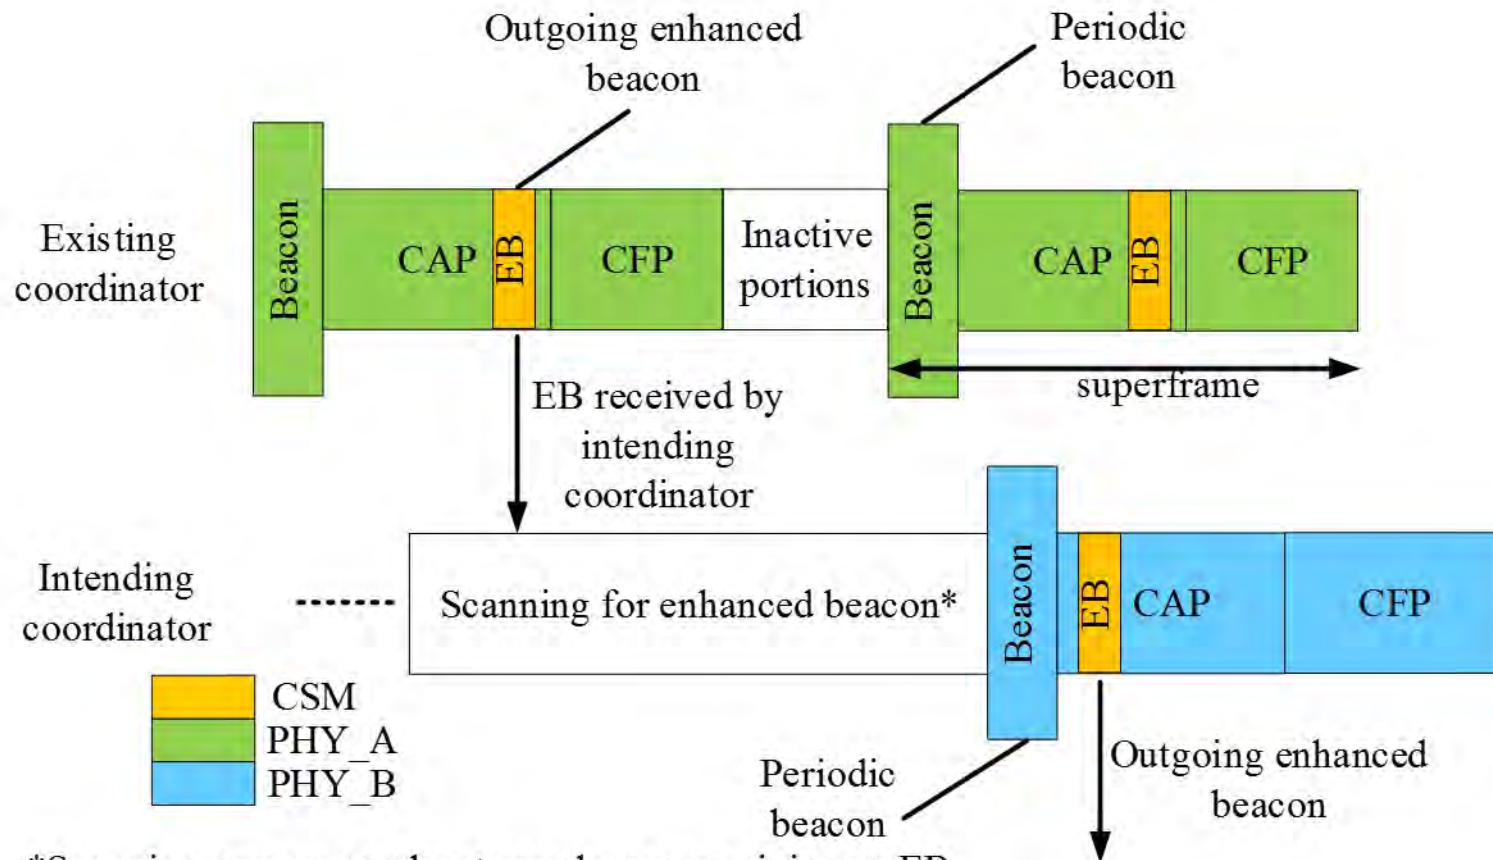 Outgoing enhanced
beacon
Periodic
beacon
Existing
coordinator
Beacon
CAP
EB
CFP
Inactive
portions
Beacon
CAP
EB
CFP
superframe
EB received by
intending
coordinator
Intending
coordinator
Scanning for enhanced beacon*
Beacon
EB
CAP
CFP
CSM
PHY_A
PHY_B
Periodic
beacon
Outgoing enhanced
beacon